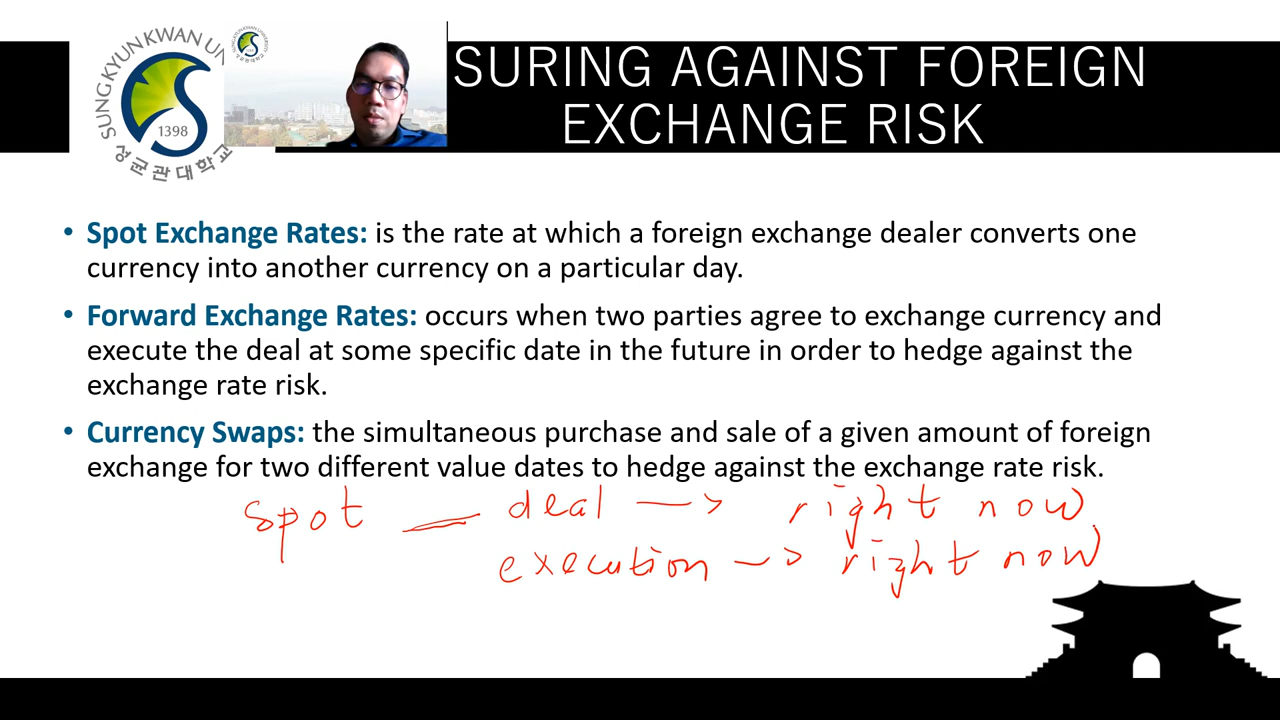 SUNGKYUNKWAN UN
1398
성균관대학교
SURING AGAINST FOREIGN
EXCHANGE RISK
• Spot Exchange Rates: is the rate at which a foreign exchange dealer converts one
currency into another currency on a particular day.
• Forward Exchange Rates: occurs when two parties agree to exchange currency and
execute the deal at some specific date in the future in order to hedge against the
exchange rate risk.
• Currency Swaps: the simultaneous purchase and sale of a given amount of foreign
exchange for two different value dates to hedge against the exchange rate risk.
spot — deal —> right now
execution —> right now